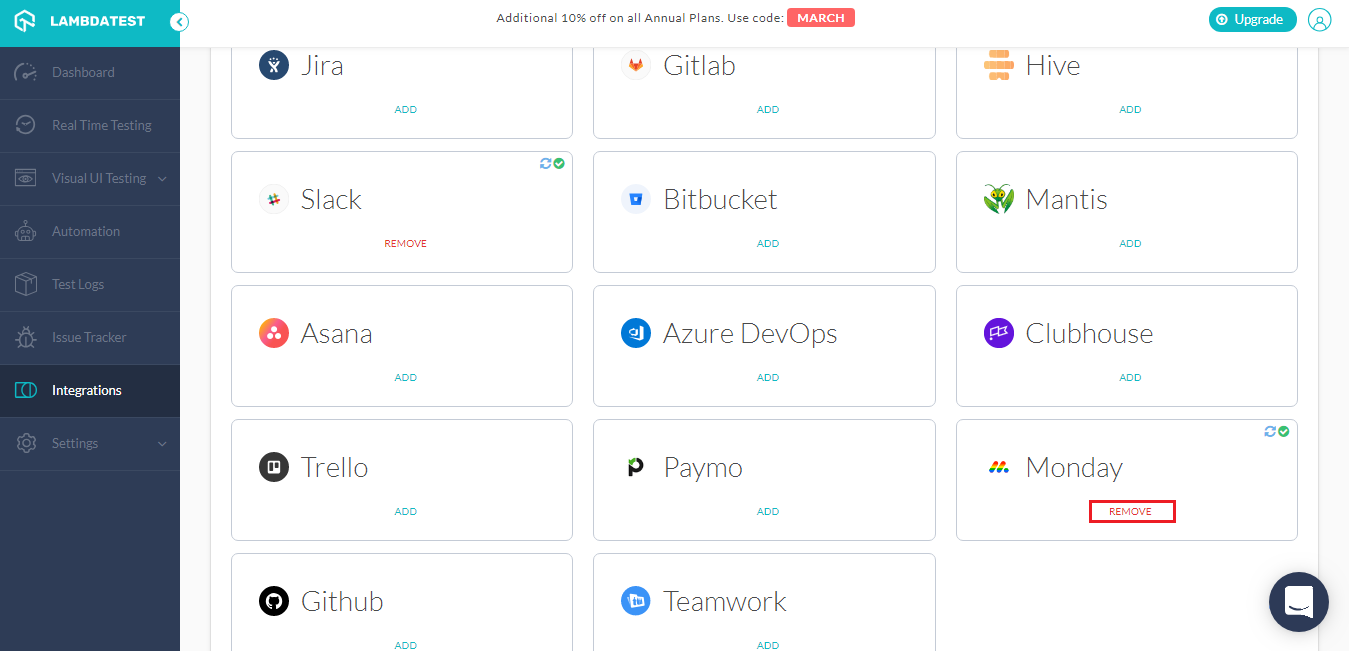 LAMBDATEST
Additional 10% off on all Annual Plans. Use code: MARCH
Upgrade
Dashboard
Real Time Testing
Visual UI Testing
Automation
Test Logs
Issue Tracker
Integrations
Settings
Jira
ADD
Gitlab
ADD
Hive
ADD
Slack
REMOVE
Bitbucket
ADD
Mantis
ADD
Asana
ADD
Azure DevOps
ADD
Clubhouse
ADD
Trello
ADD
Paymo
ADD
Monday
REMOVE
Github
ADD
Teamwork
ADD